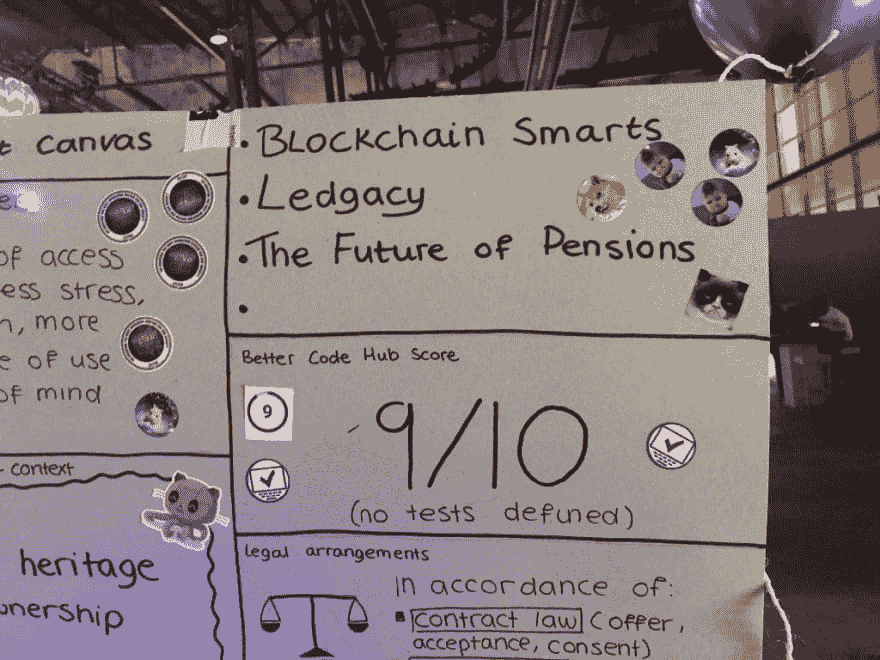 t canvas
of access
ess stress,
n, more
e of use
of mind
- context
heritage
wnership
• BLockchain Smarts
• Ledgacy
• The Future of Pensions
•
Better Code Hub Score
9
9/10
(no tests defined)
Legal arrangements
In accordance of:
▪ contract law (offer,
acceptance, consent)